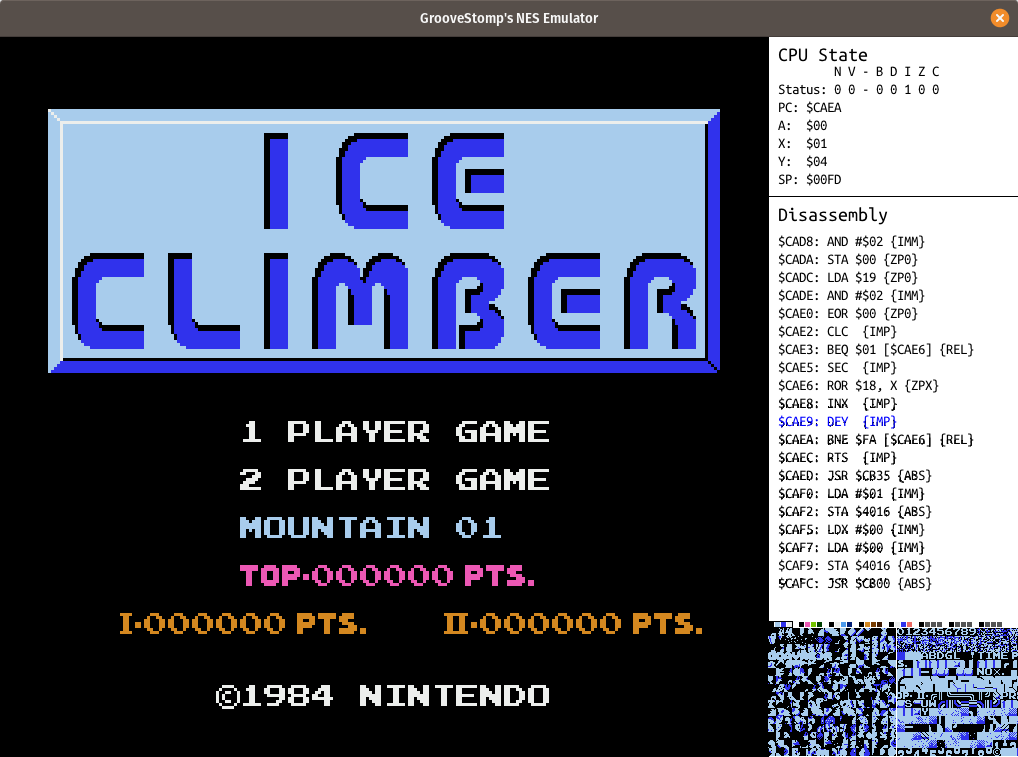 GrooveStomp's NES Emulator
ICE
CLIMBER
1 PLAYER GAME
2 PLAYER GAME
MOUNTAIN 01
TOP·000000 PTS.
I·000000 PTS. II·000000 PTS.
©1984 NINTENDO
CPU State
N V - B D I Z C
Status: 0 0 - 0 0 1 0 0
PC: $CAEA
A: $00
X: $01
Y: $04
SP: $00FD
Disassembly
$CAD8: AND #$02 {IMM}
$CADA: STA $00 {ZP0}
$CADC: LDA $19 {ZP0}
$CADE: AND #$02 {IMM}
$CAE0: EOR $00 {ZP0}
$CAE2: CLC {IMP}
$CAE3: BEQ $01 [$CAE6] {REL}
$CAE5: SEC {IMP}
$CAE6: ROR $18, X {ZPX}
$CAE8: INX {IMP}
$CAE9: DEY {IMP}
$CAEA: BNE $FA [$CAE6] {REL}
$CAEC: RTS {IMP}
$CAED: JSR $CB35 {ABS}
$CAF0: LDA #$01 {IMM}
$CAF2: STA $4016 {ABS}
$CAF5: LDX #$00 {IMM}
$CAF7: LDA #$00 {IMM}
$CAF9: STA $4016 {ABS}
$CAFC: JSR $CB00 {ABS}
0123456789
ABDGL TIME P